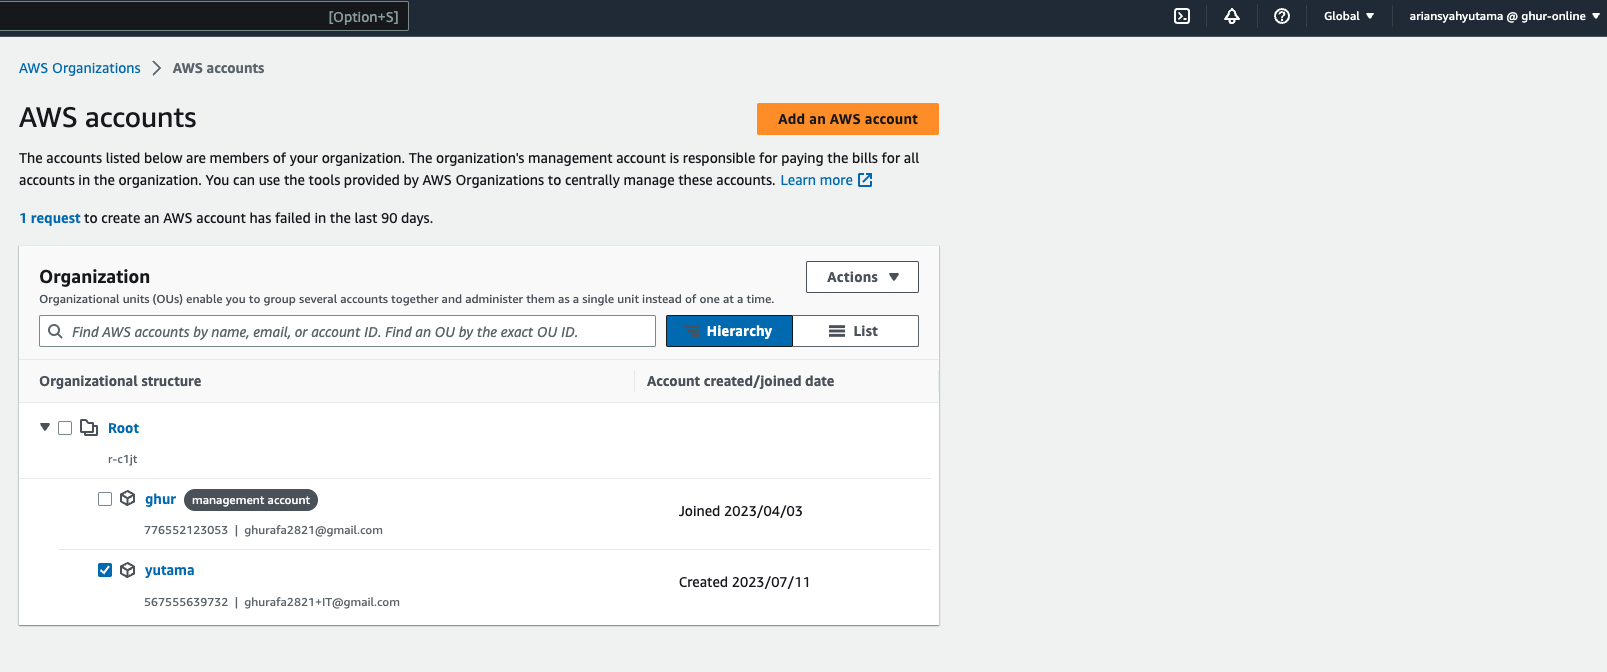 [Option+S]
Global
ariansyahyutama @ ghur-online
AWS Organizations
AWS accounts
AWS accounts
Add an AWS account
The accounts listed below are members of your organization. The organization's management account is responsible for paying the bills for all
accounts in the organization. You can use the tools provided by AWS Organizations to centrally manage these accounts. Learn more
1 request to create an AWS account has failed in the last 90 days.
Organization
Actions
Organizational units (OUs) enable you to group several accounts together and administer them as a single unit instead of one at a time.
Find AWS accounts by name, email, or account ID. Find an OU by the exact OU ID.
Hierarchy
List
Organizational structure
Account created/joined date
Root
r-c1jt
ghur management account
Joined 2023/04/03
776552123053 | ghurafa2821@gmail.com
yutama
Created 2023/07/11
567555639732 | ghurafa2821+IT@gmail.com